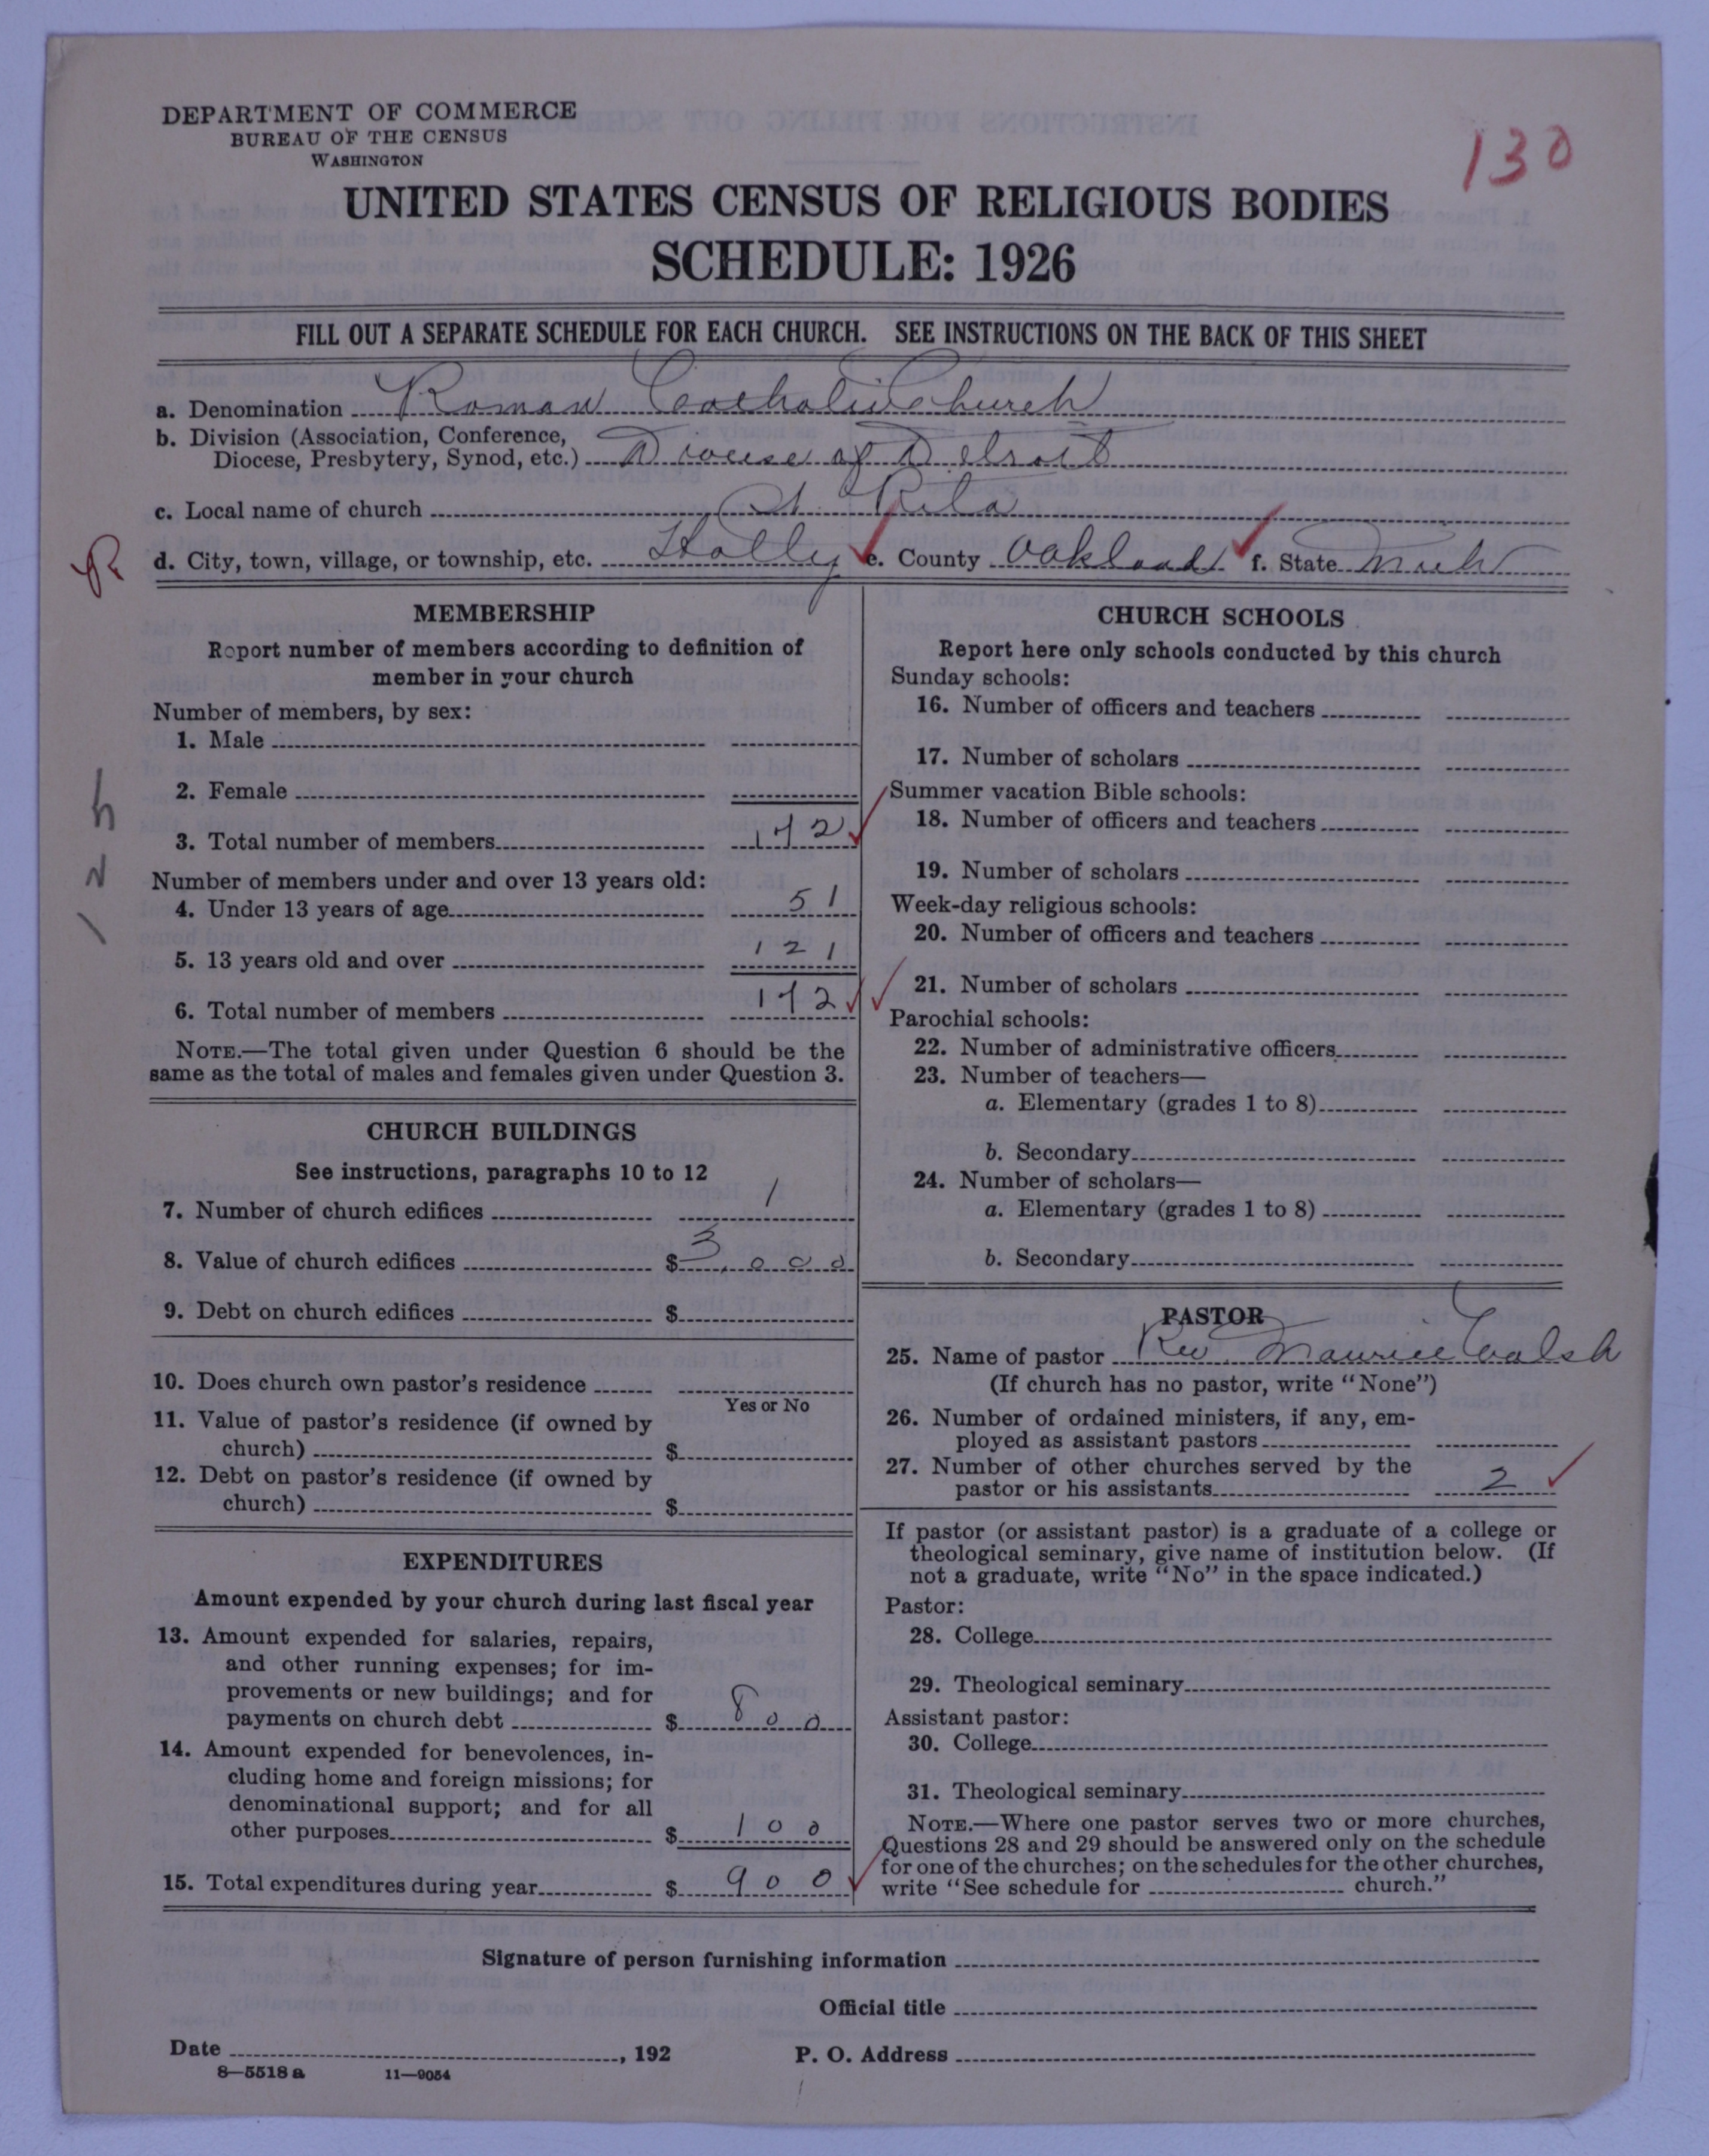 DEPARTMENT OF COMMERCE
BUREAU OF THE CENSUS
WASHINGTON
130
UNITED STATES CENSUS OF RELIGIOUS BODIES
SCHEDULE: 1926
FILL OUT A SEPARATE SCHEDULE FOR EACH CHURCH. SEE INSTRUCTIONS ON THE BACK OF THIS SHEET
a. Denomination Roman Catholic Church
b. Division (Association, Conference,
Diocese, Presbytery, Synod, etc.) Diocese of Detroit
c. Local name of church St. Rita
R d. City, town, village, or township, etc. Holly e. County Oakland f. State Mich
MEMBERSHIP
Report number of members according to definition of
member in your church
Number of members, by sex:
1. Male
2. Female
3. Total number of members 172
Number of members under and over 13 years old:
4. Under 13 years of age 51
5. 13 years old and over 121
6. Total number of members 172
NOTE.—The total given under Question 6 should be the
same as the total of males and females given under Question 3.
CHURCH BUILDINGS
See instructions, paragraphs 10 to 12
7. Number of church edifices 1
8. Value of church edifices $ 3,000
9. Debt on church edifices $
10. Does church own pastor's residence
Yes or No
11. Value of pastor's residence (if owned by
church) $
12. Debt on pastor's residence (if owned by
church) $
EXPENDITURES
Amount expended by your church during last fiscal year
13. Amount expended for salaries, repairs,
and other running expenses; for im-
provements or new buildings; and for
payments on church debt $ 800
14. Amount expended for benevolences, in-
cluding home and foreign missions; for
denominational support; and for all
other purposes $ 100
15. Total expenditures during year $ 900
CHURCH SCHOOLS
Report here only schools conducted by this church
Sunday schools:
16. Number of officers and teachers
17. Number of scholars
Summer vacation Bible schools:
18. Number of officers and teachers
19. Number of scholars
Week-day religious schools:
20. Number of officers and teachers
21. Number of scholars
Parochial schools:
22. Number of administrative officers
23. Number of teachers—
a. Elementary (grades 1 to 8)
b. Secondary
24. Number of scholars—
a. Elementary (grades 1 to 8)
b. Secondary
PASTOR
25. Name of pastor Rev. Maurice Walsh
(If church has no pastor, write "None")
26. Number of ordained ministers, if any, em-
ployed as assistant pastors
27. Number of other churches served by the
pastor or his assistants 2
If pastor (or assistant pastor) is a graduate of a college or
theological seminary, give name of institution below. (If
not a graduate, write "No" in the space indicated.)
Pastor:
28. College
29. Theological seminary
Assistant pastor:
30. College
31. Theological seminary
NOTE.—Where one pastor serves two or more churches,
Questions 28 and 29 should be answered only on the schedule
for one of the churches; on the schedules for the other churches,
write "See schedule for church."
Signature of person furnishing information
Official title
Date , 192
P. O. Address
8—5518 a 11—9054